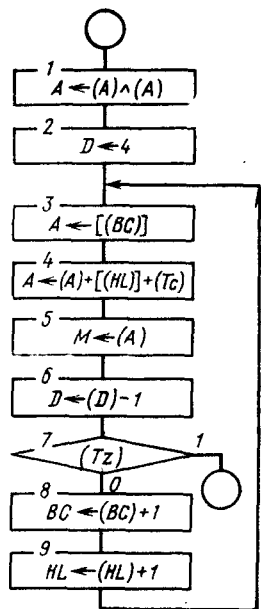 1
A ← (A) ∧ (A)
2
D ← 4
3
A ← [(BC)]
4
A ← (A) + [(HL)] + (Tc)
5
M ← (A)
6
D ← (D) – 1
7
(Tz)
1
0
8
BC ← (BC) + 1
9
HL ← (HL) + 1